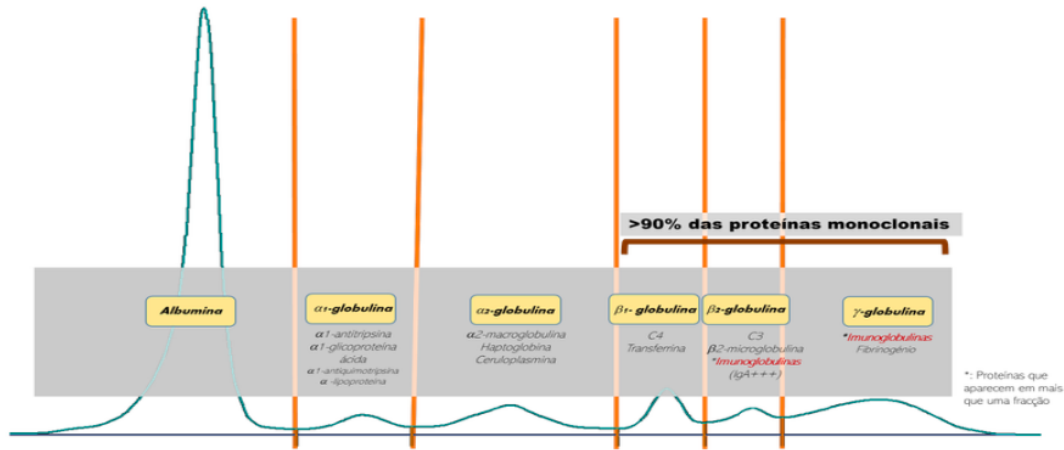 >90% das proteínas monoclonais
Albumina
α1-globulina
α1-antitripsina
α1-glicoproteína
ácida
α1-antiquimotripsina
α -lipoproteína
α2-globulina
α2-macroglobulina
Haptoglobina
Ceruloplasmina
β1- globulina
C4
Transferrina
β2-globulina
C3
β2-microglobulina
*Imunoglobulinas
(IgA+++)
γ-globulina
*Imunoglobulinas
Fibrinogénio
*: Proteínas que
aparecem em mais
que uma fracção